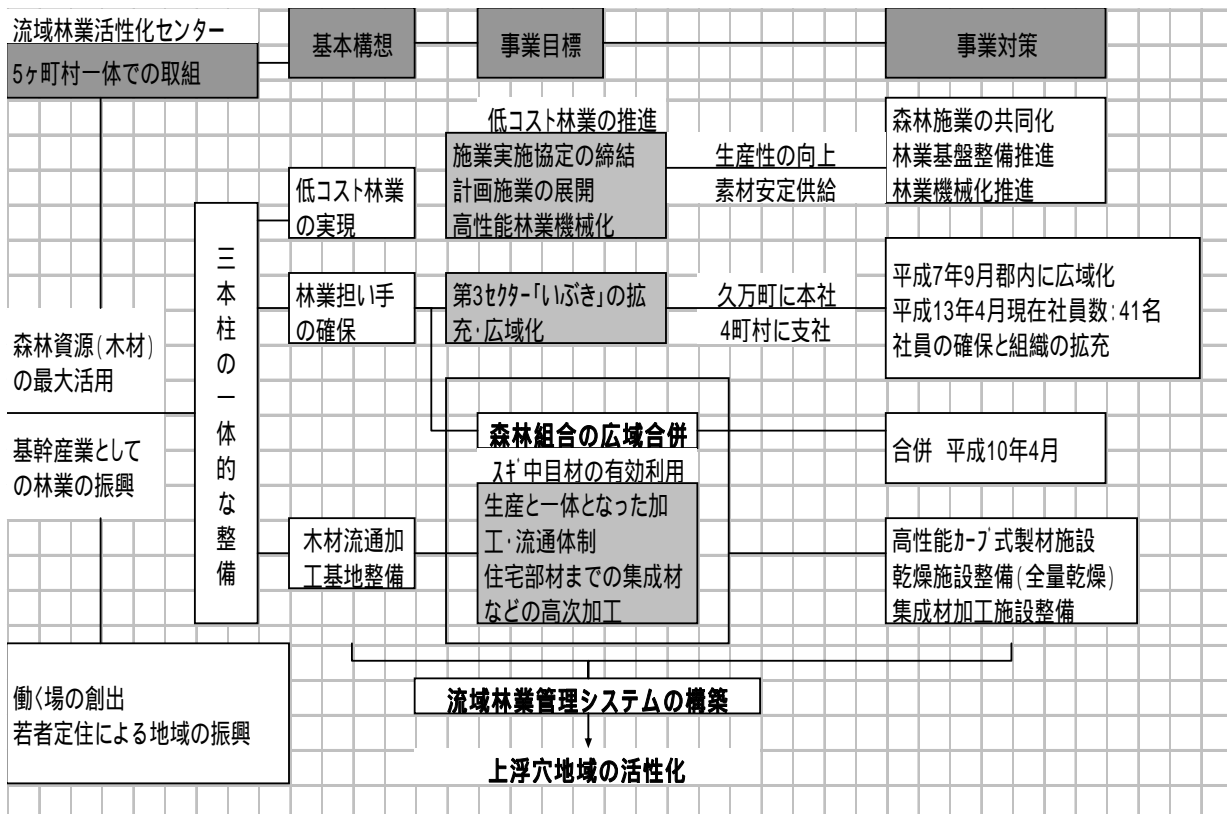 流域林業活性化センター
5ヶ町村一体での取組
基本構想
事業目標
事業対策
低コスト林業の推進
施業実施協定の締結
計画施業の展開
高性能林業機械化
生産性の向上
素材安定供給
森林施業の共同化
林業基盤整備推進
林業機械化推進
低コスト林業
の実現
三本柱の一体的な整備
林業担い手
の確保
第3ｾｸﾀｰ｢いぶき｣の拡
充･広域化
久万町に本社
4町村に支社
平成7年9月郡内に広域化
平成13年4月現在社員数:41名
社員の確保と組織の拡充
森林資源(木材)
の最大活用
基幹産業として
の林業の振興
森林組合の広域合併
合併 平成10年4月
ｽｷﾞ中目材の有効利用
生産と一体となった加
工･流通体制
住宅部材までの集成材
などの高次加工
木材流通加
工基地整備
高性能ｶｰﾌﾞ式製材施設
乾燥施設整備(全量乾燥)
集成材加工施設整備
働く場の創出
若者定住による地域の振興
流域林業管理システムの構築
上浮穴地域の活性化